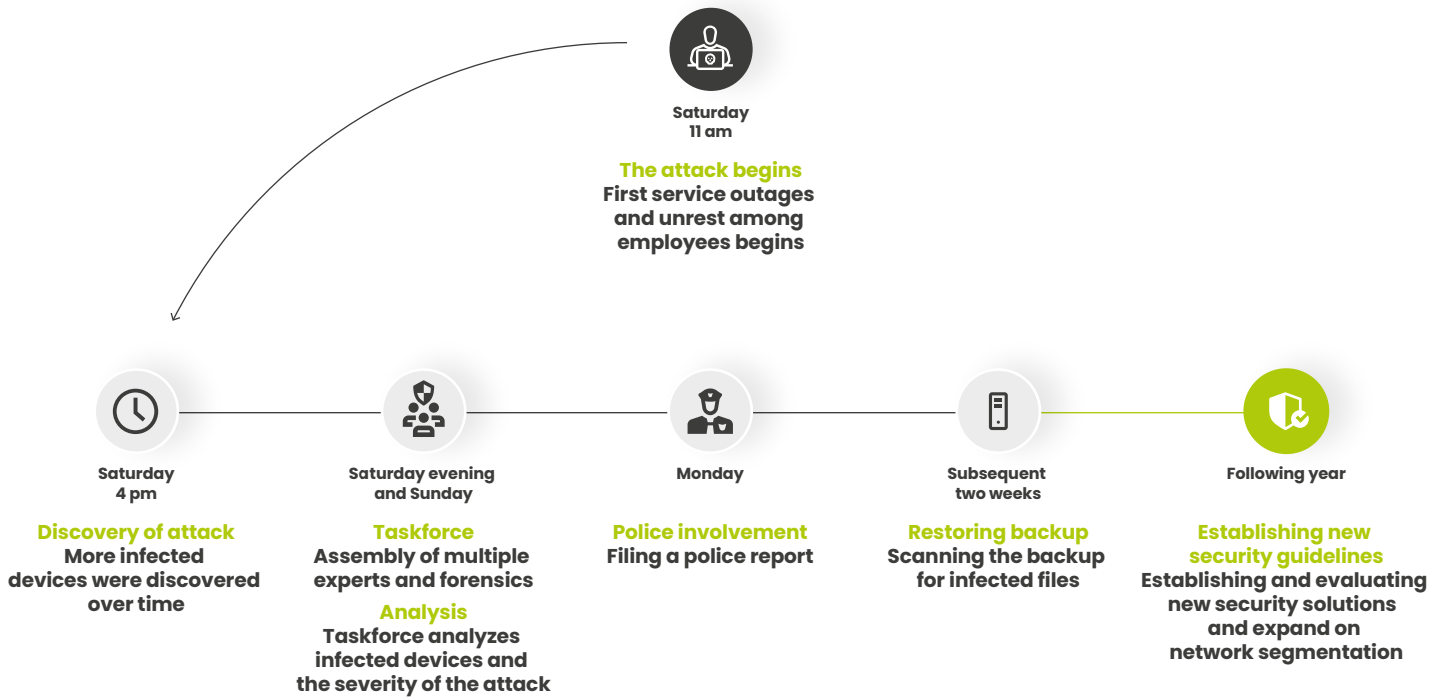 Saturday
11 am
The attack begins
First service outages
and unrest among
employees begins
Saturday
4 pm
Discovery of attack
More infected
devices were discovered
over time
Saturday evening
and Sunday
Taskforce
Assembly of multiple
experts and forensics
Analysis
Taskforce analyzes
infected devices and
the severity of the attack
Monday
Police involvement
Filing a police report
Subsequent
two weeks
Restoring backup
Scanning the backup
for infected files
Following year
Establishing new
security guidelines
Establishing and evaluating
new security solutions
and expand on
network segmentation